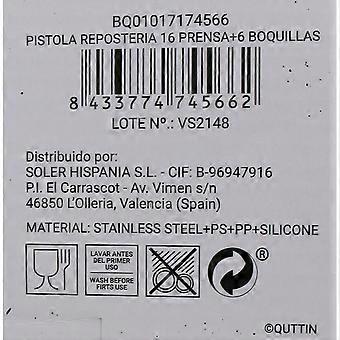 BQ01017174566
PISTOLA REPOSTERIA 16 PRENSA+6 BOQUILLAS
8 433774 745662
LOTE Nº.: VS2148
Distribuido por:
SOLER HISPANIA S.L. - CIF: B-96947916
P.I. El Carrascot - Av. Vimen s/n
46850 L'Olleria, Valencia (Spain)
MATERIAL: STAINLESS STEEL+PS+PP+SILICONE
LAVAR ANTES
DEL PRIMER
USO
WASH BEFORE
FIRTS USE
®
©QUTTIN